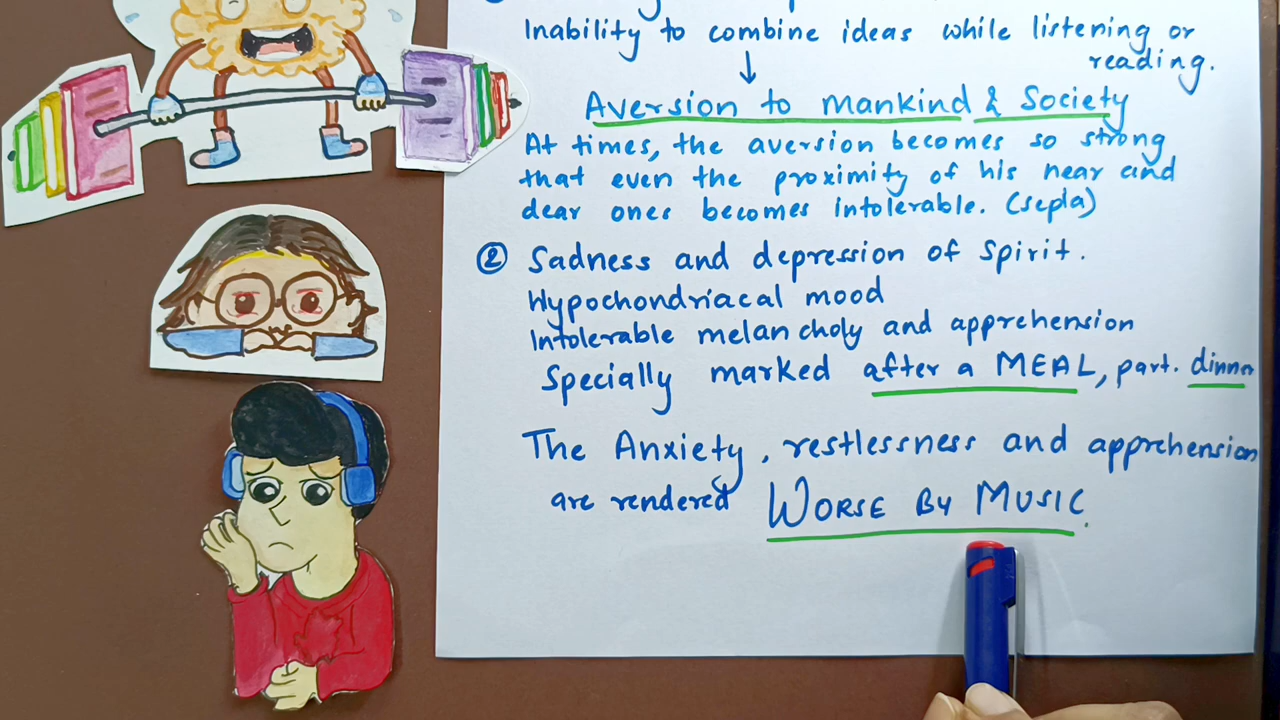 Inability to combine ideas while listening or
reading.
↓
Aversion to Mankind & Society
At times, the aversion becomes so strong
that even the proximity of his near and
dear ones becomes intolerable. (sepia)
② Sadness and depression of spirit.
Hypochondriacal mood
Intolerable melancholy and apprehension
Specially marked after a MEAL, part. dinner
The Anxiety, restlessness and apprehension
are rendered WORSE BY MUSIC.